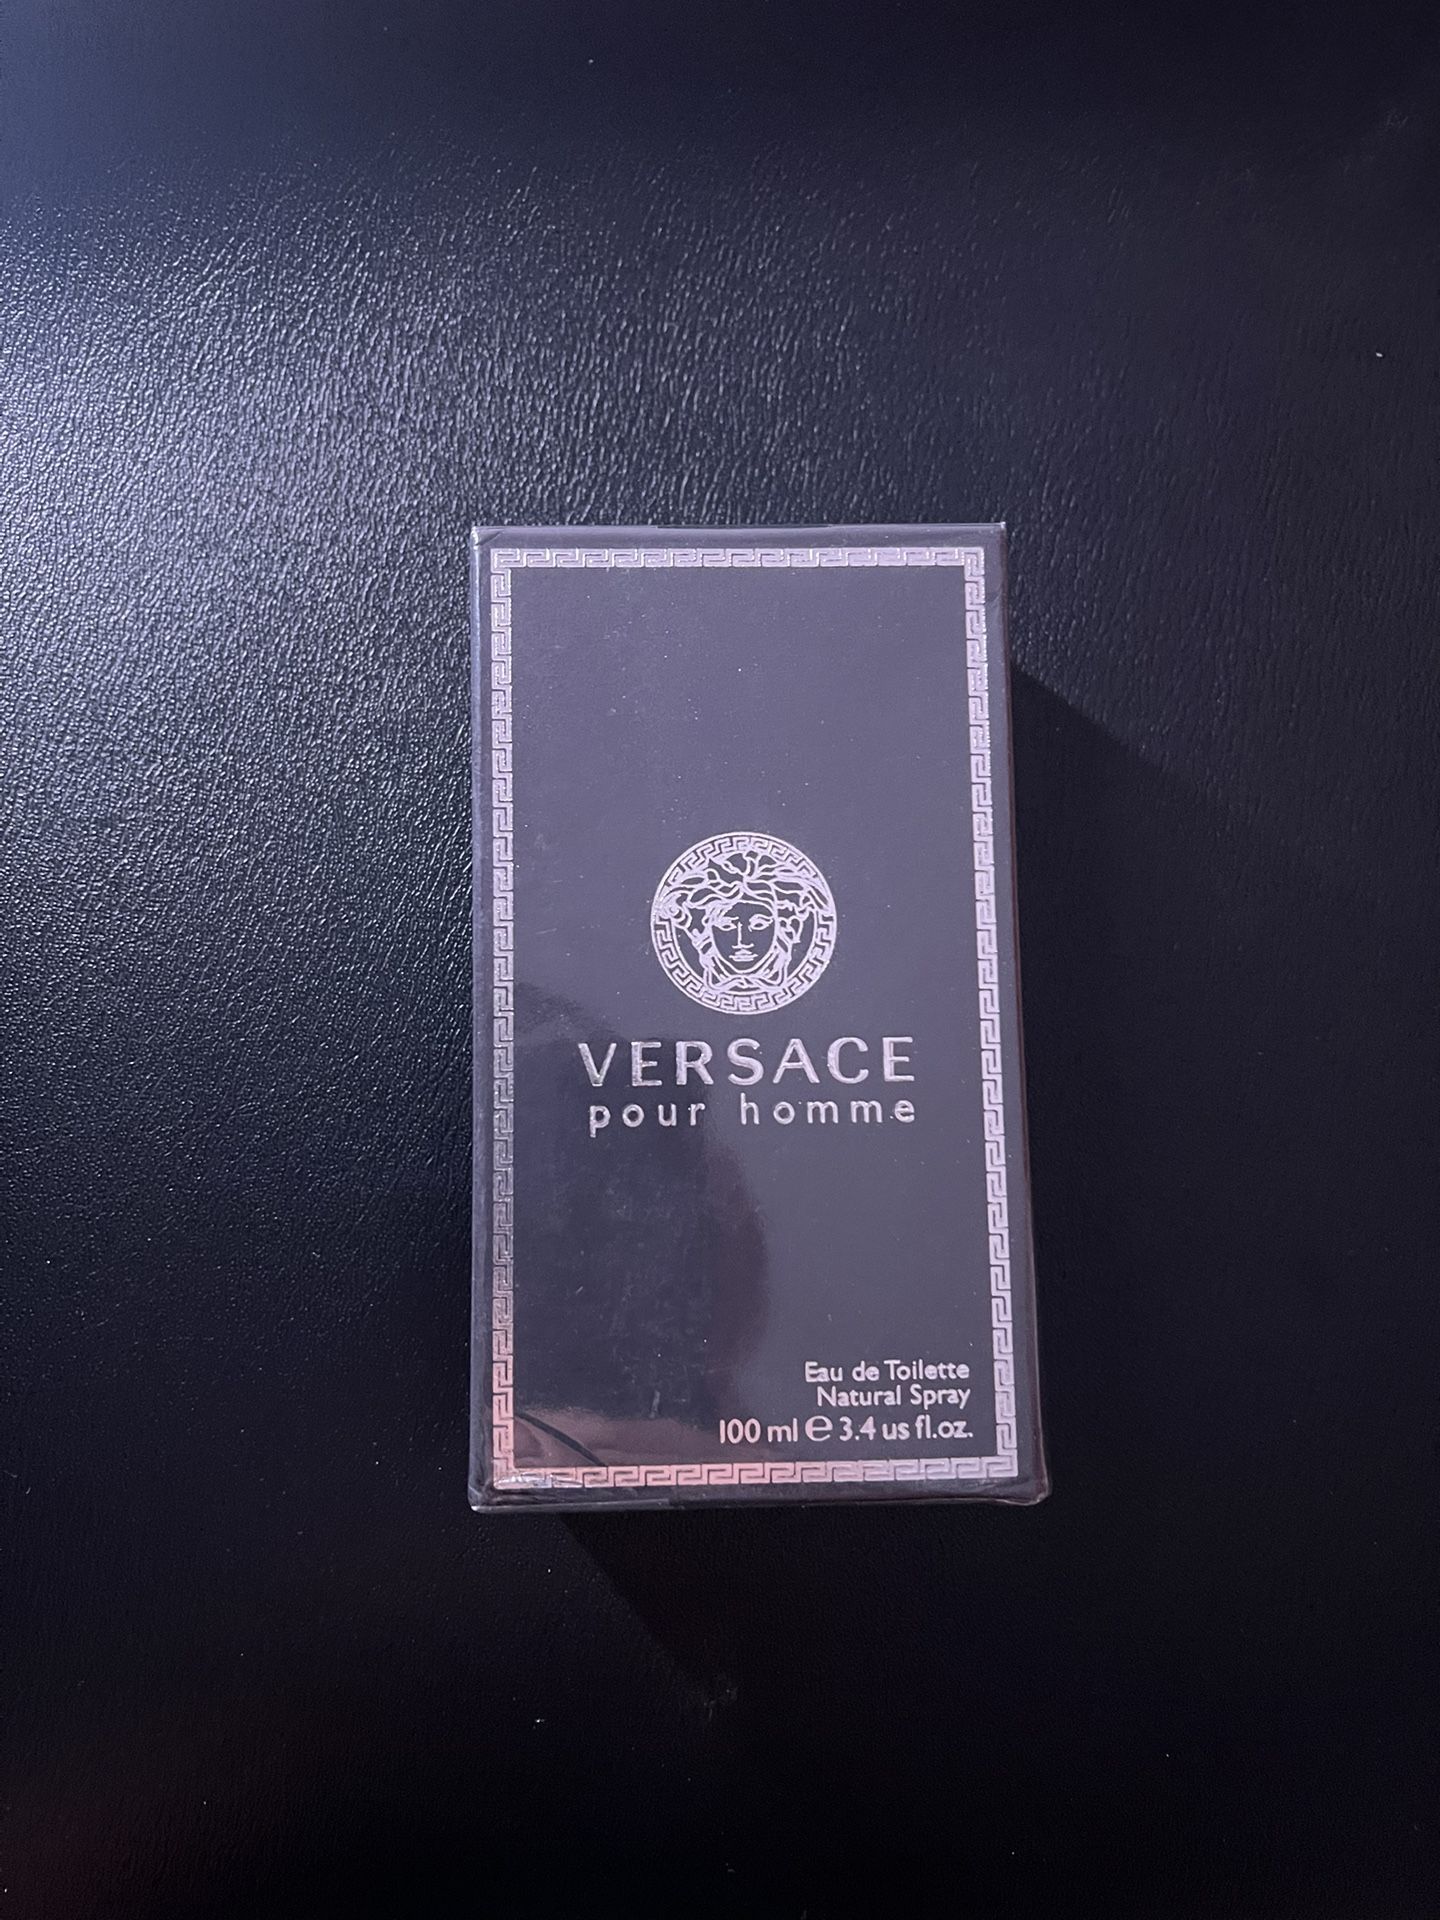 VERSACE
pour homme
Eau de Toilette
Natural Spray
100 ml ℮ 3.4 us fl.oz.